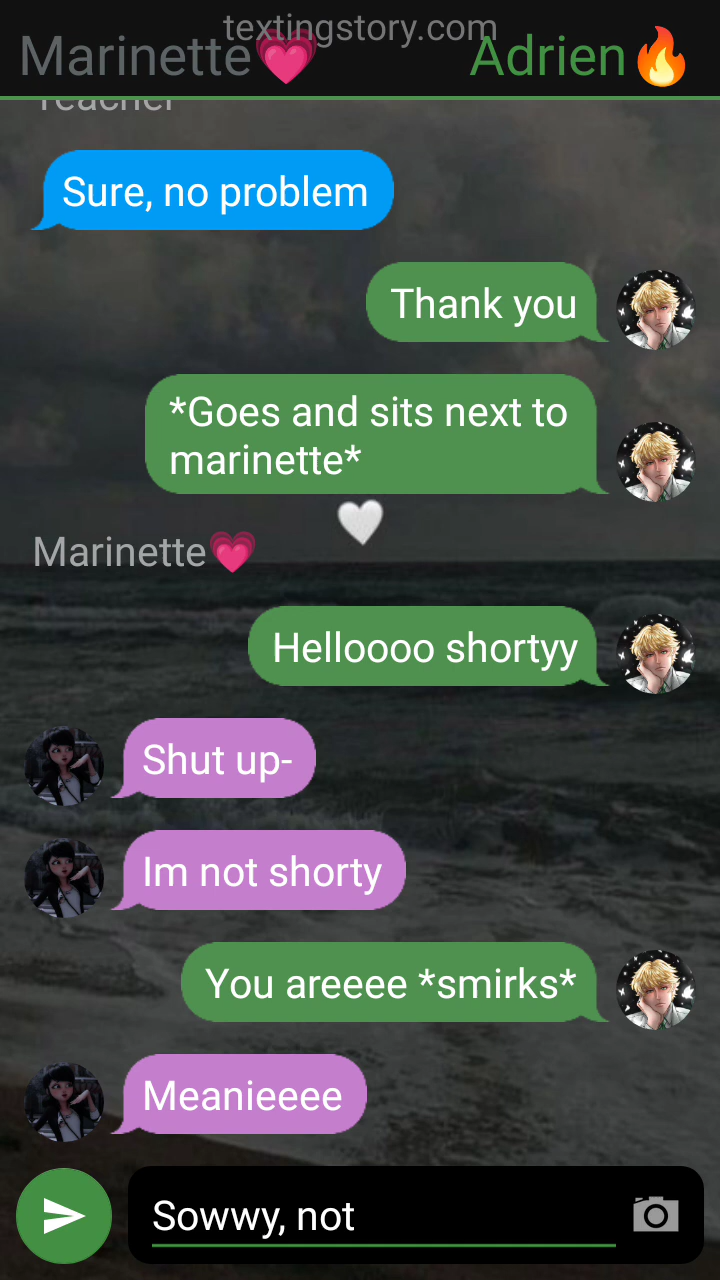 textingstory.com
Marinette💗 Adrien🔥
Teacher
Sure, no problem
Thank you
*Goes and sits next to
marinette*
🤍
Marinette💗
Helloooo shortyy
Shut up-
Im not shorty
You areeee *smirks*
Meanieeee
Sowwy, not